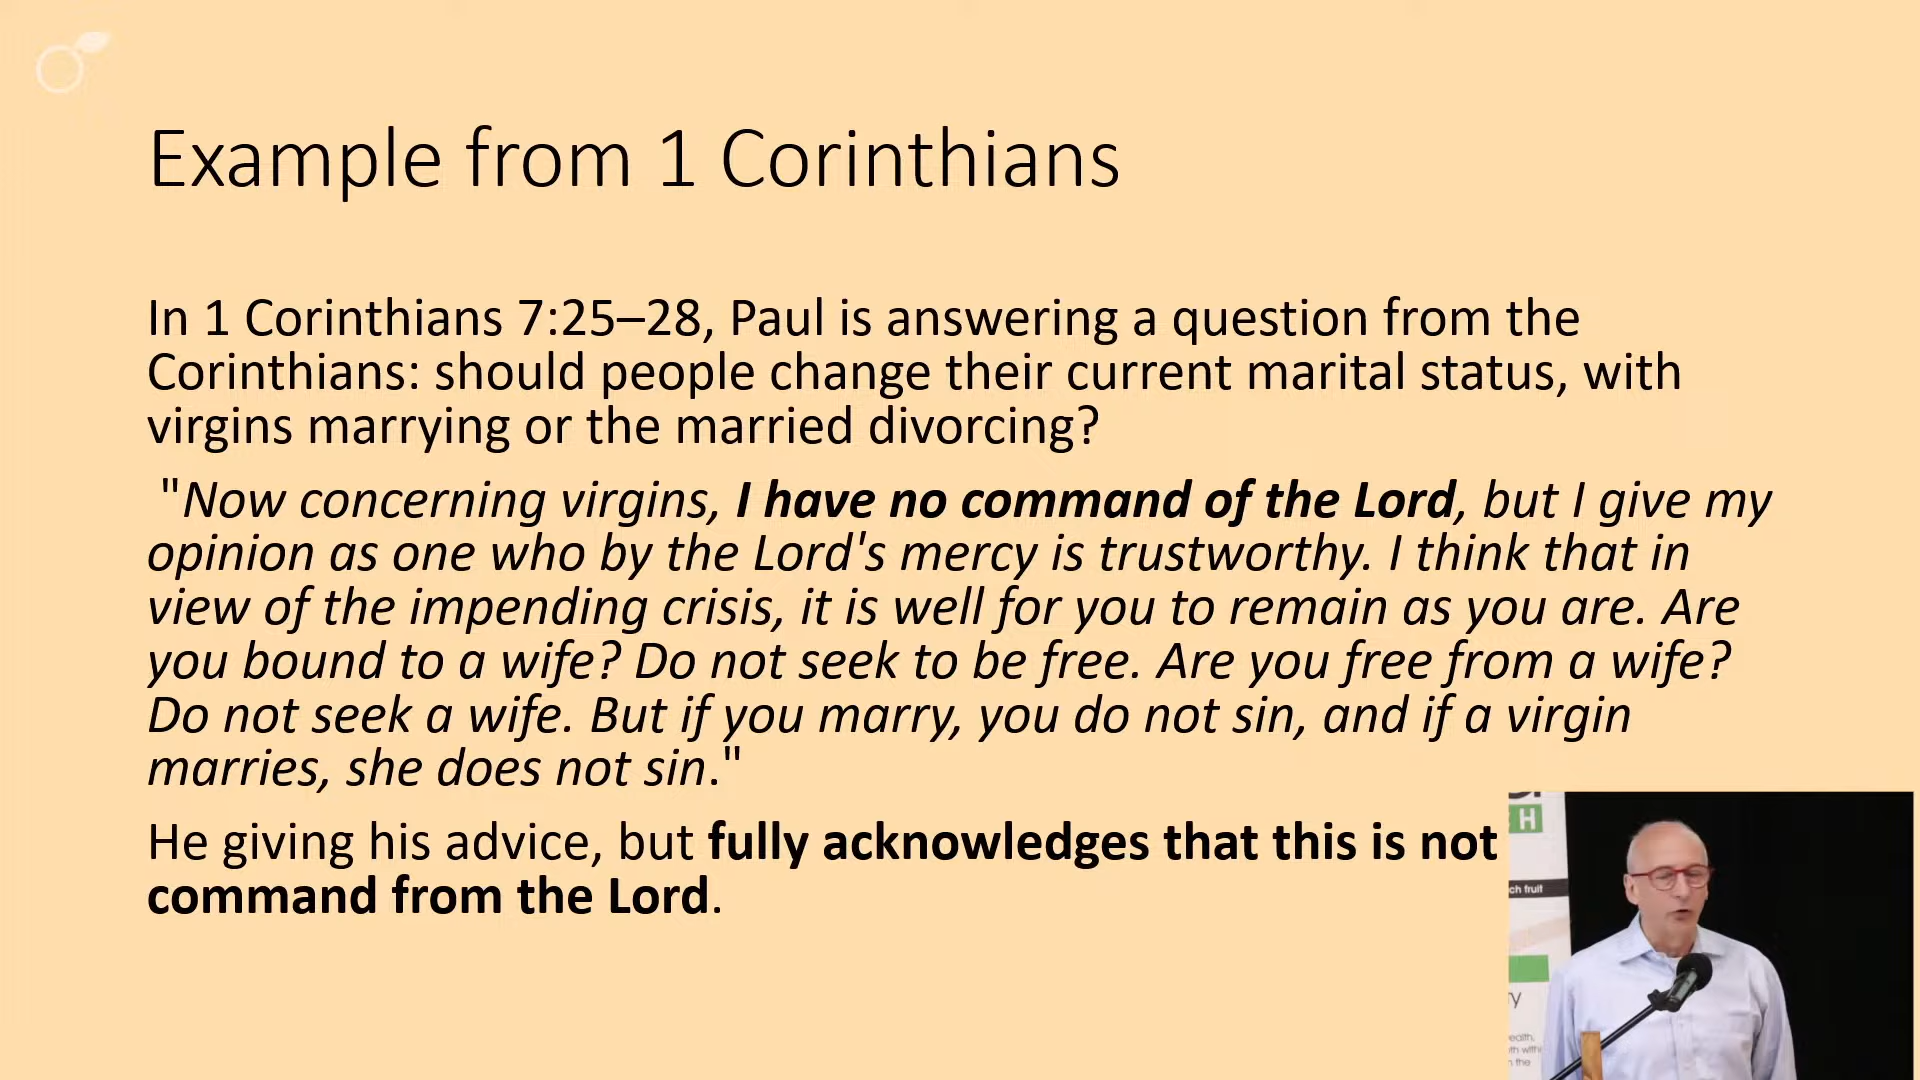 Example from 1 Corinthians
In 1 Corinthians 7:25–28, Paul is answering a question from the
Corinthians: should people change their current marital status, with
virgins marrying or the married divorcing?
"Now concerning virgins, I have no command of the Lord, but I give my
opinion as one who by the Lord's mercy is trustworthy. I think that in
view of the impending crisis, it is well for you to remain as you are. Are
you bound to a wife? Do not seek to be free. Are you free from a wife?
Do not seek a wife. But if you marry, you do not sin, and if a virgin
marries, she does not sin."
He giving his advice, but fully acknowledges that this is not
command from the Lord.
H
ch fruit